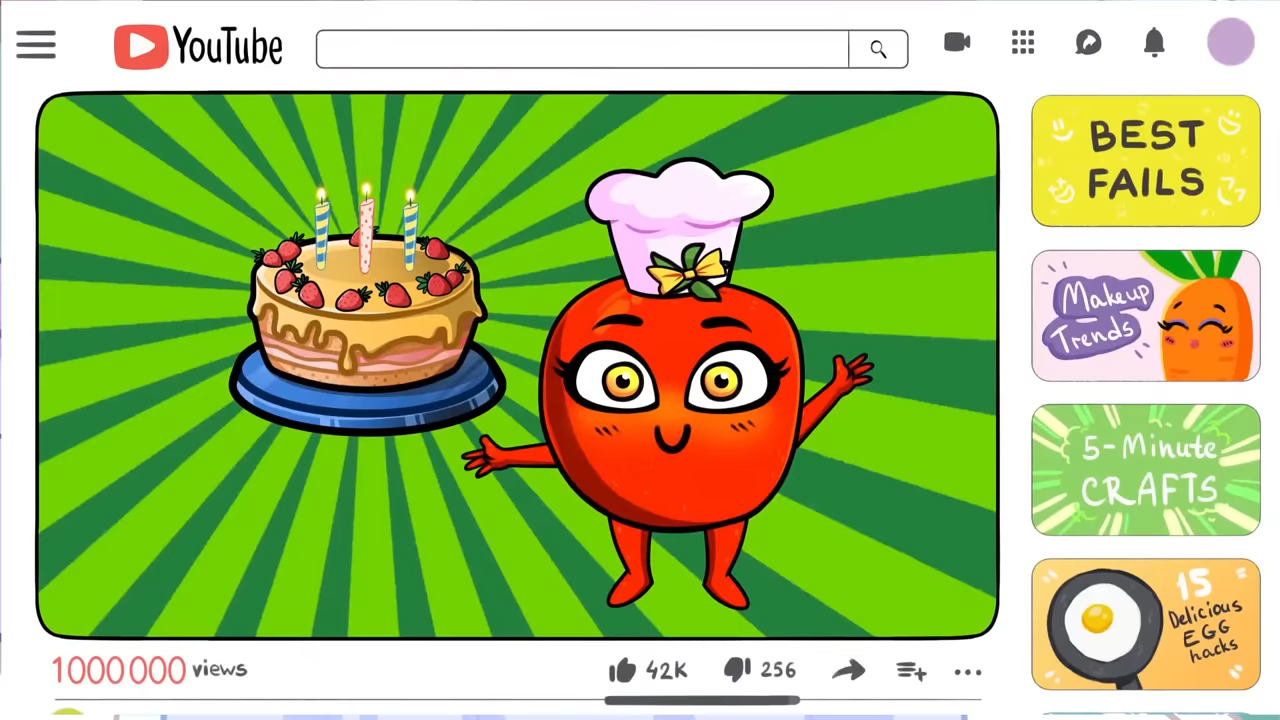 YouTube
BEST
FAILS
Makeup
Trends
5-Minute
CRAFTS
15
Delicious
EGG
hacks
1000000 views
42K
256